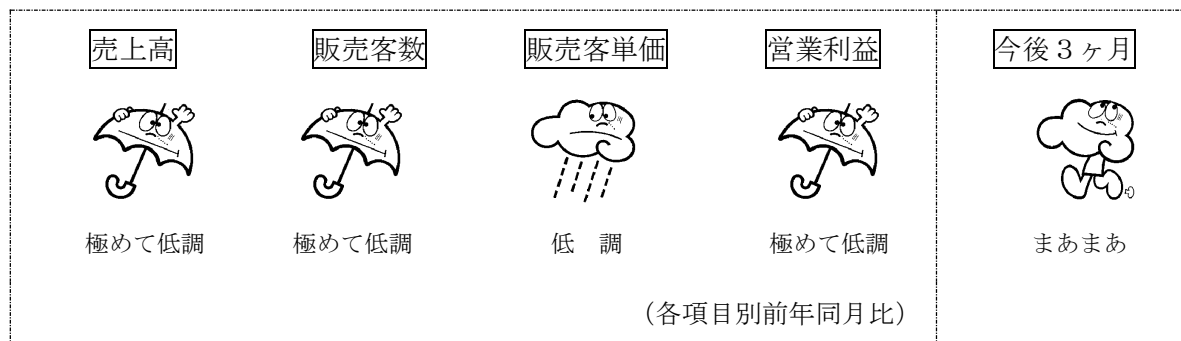 売上高 販売客数 販売客単価 営業利益 今後3ヶ月
極めて低調 極めて低調 低　調 極めて低調 まあまあ
（各項目別前年同月比）